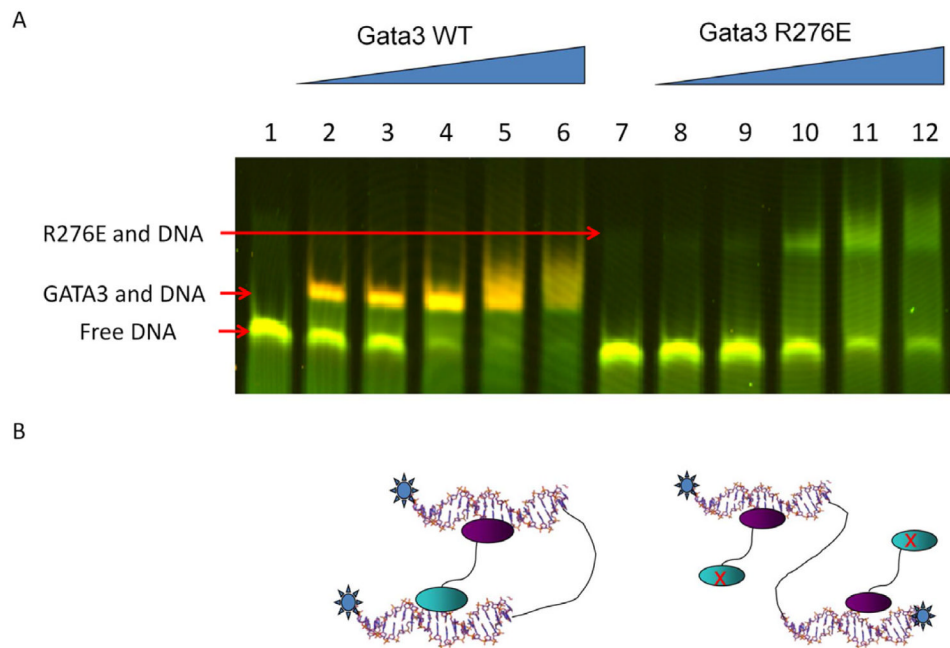 A
Gata3 WT
Gata3 R276E
1 2 3 4 5 6 7 8 9 10 11 12
R276E and DNA
GATA3 and DNA
Free DNA
B
X
X